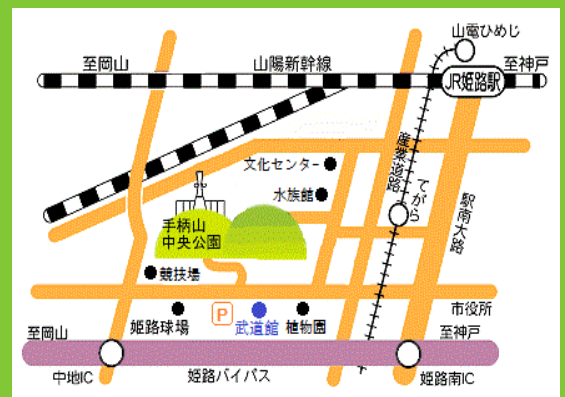 山電ひめじ
至岡山
山陽新幹線
至神戸
JR姫路駅
産業道路
文化センター
水族館
てがら
駅南大路
手柄山
中央公園
競技場
市役所
姫路球場
P
武道館
植物園
至岡山
至神戸
中地IC
姫路バイパス
姫路南IC